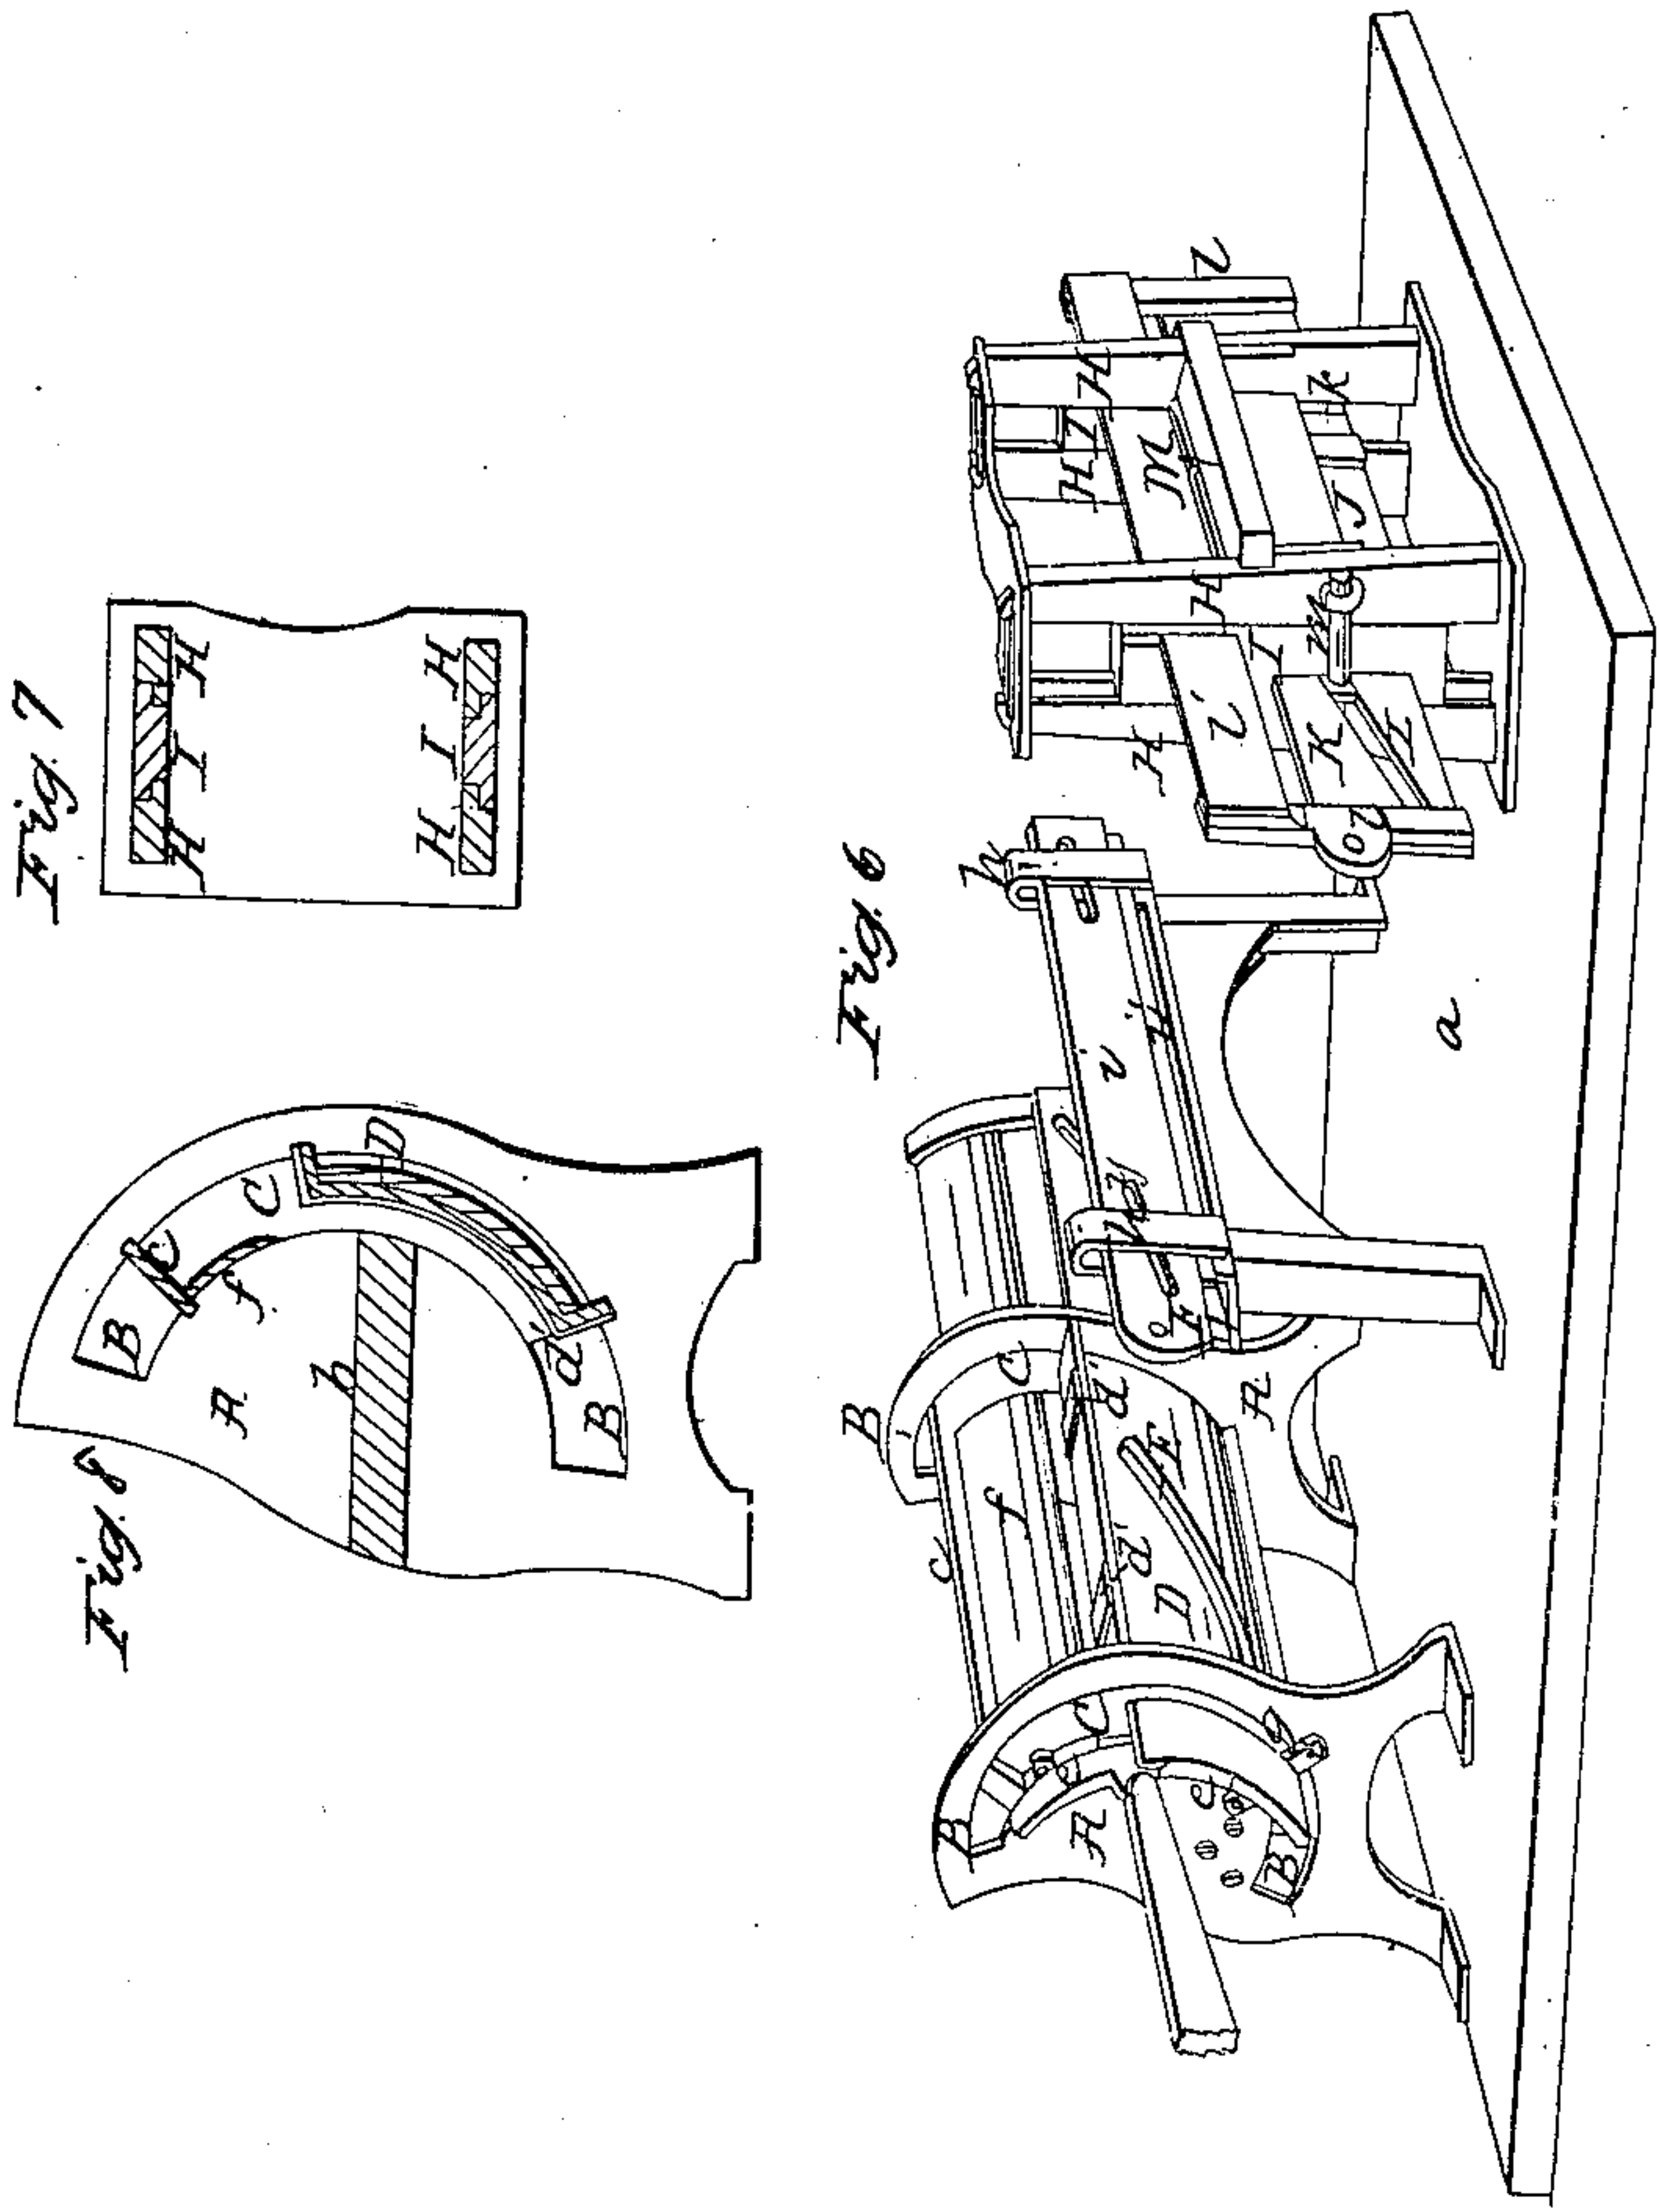 Fig. 7
H I H
H I H
Fig. 8
B C C D
A f
b
d'
B
Fig. 6
B C h l
c f C i H H I H k
d' d' g H M
D E i' H l' I m J
B C A H K I
A e g
B
a